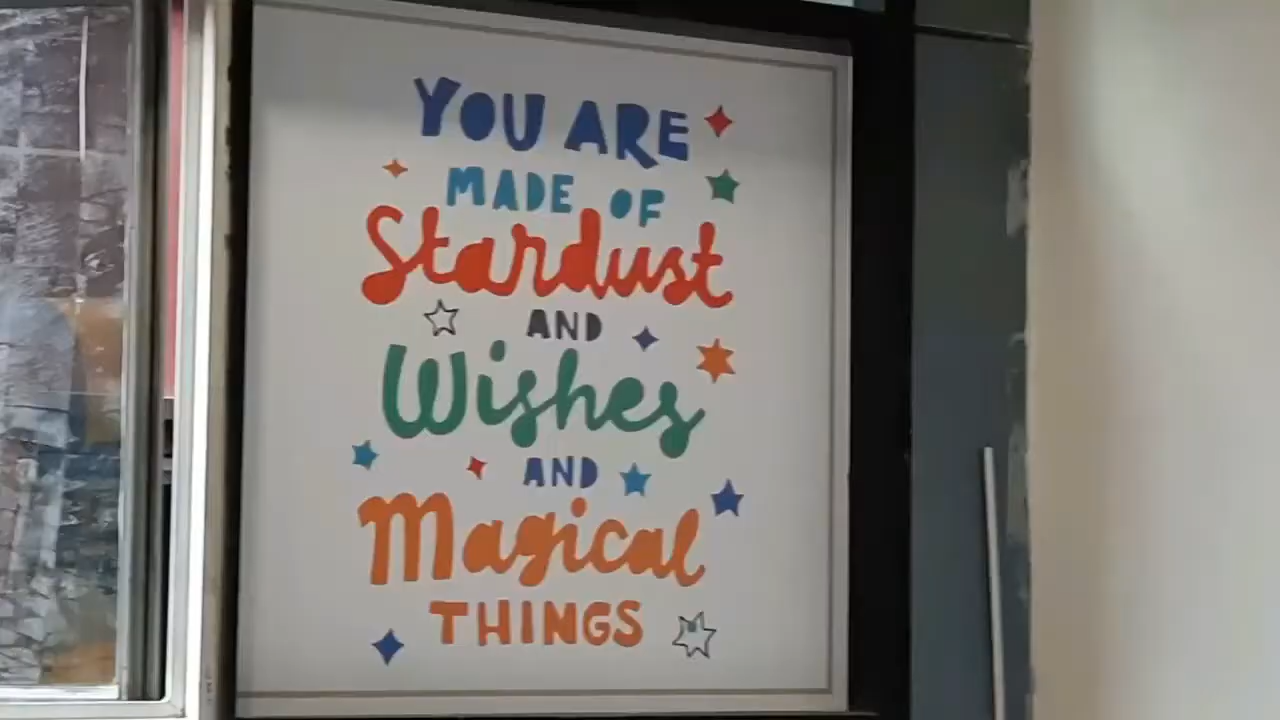 YOU ARE
MADE OF
Stardust
AND
Wishes
AND
Magical
THINGS